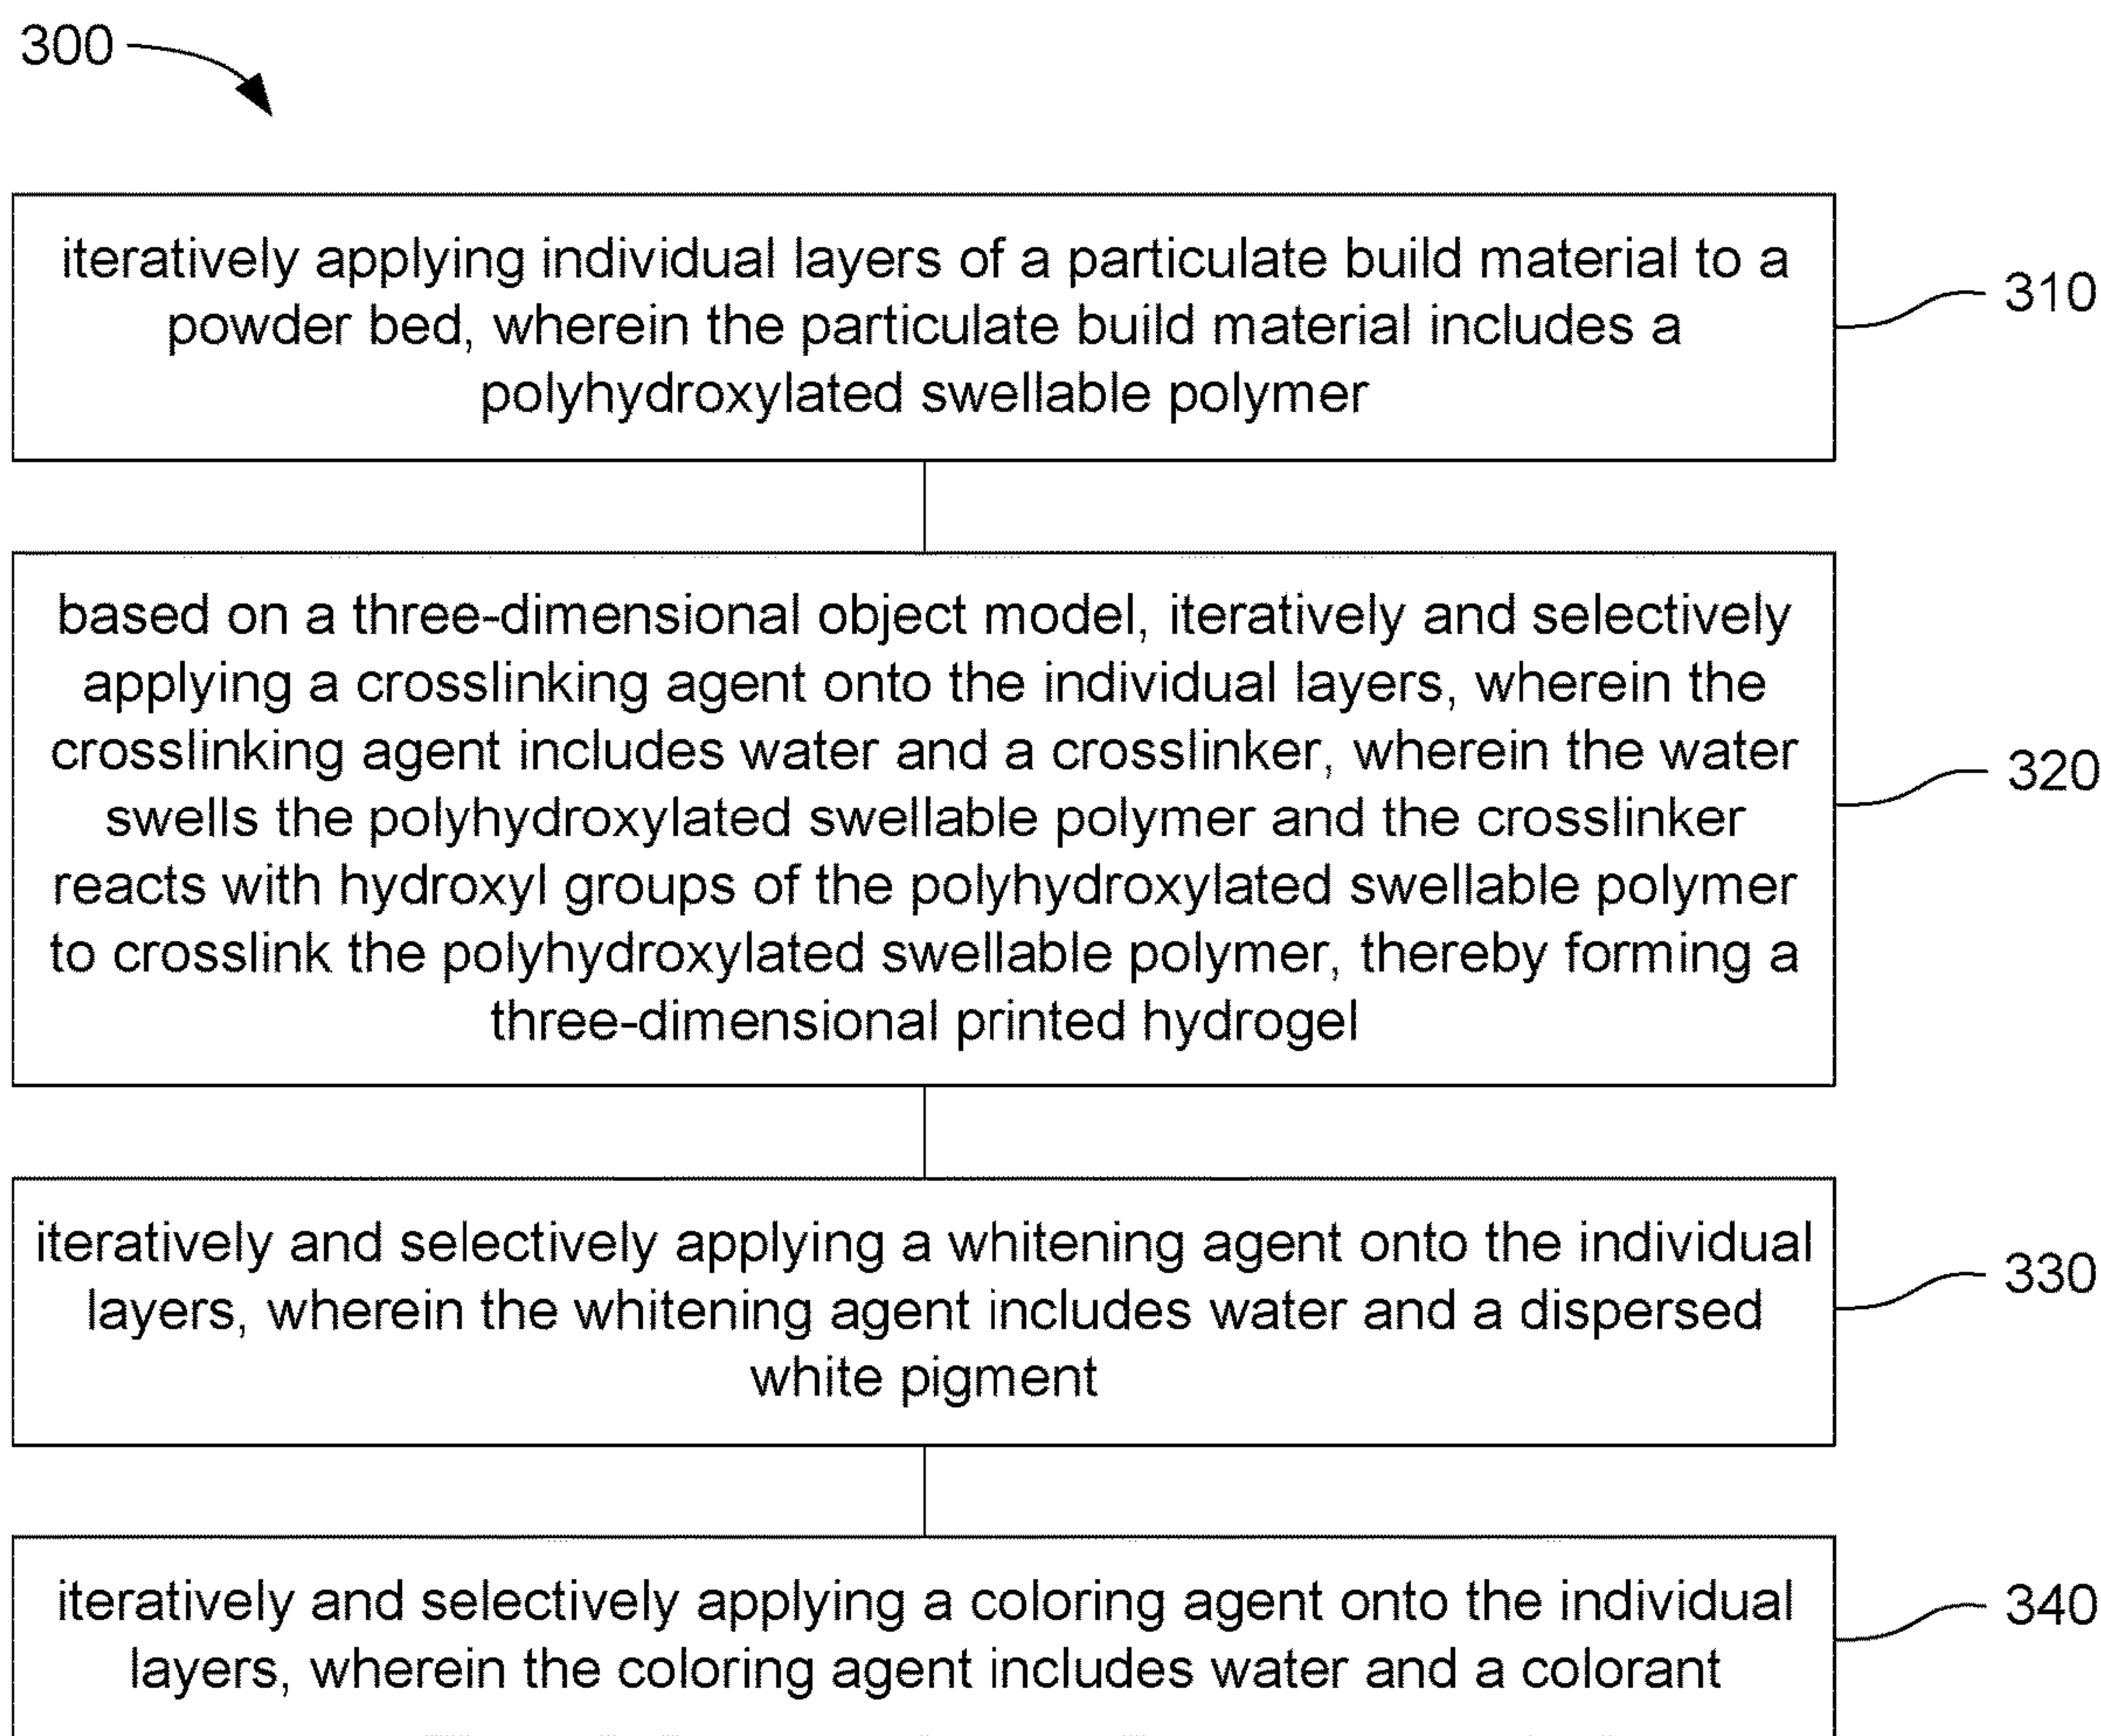 300
iteratively applying individual layers of a particulate build material to a
powder bed, wherein the particulate build material includes a
polyhydroxylated swellable polymer
310
based on a three-dimensional object model, iteratively and selectively
applying a crosslinking agent onto the individual layers, wherein the
crosslinking agent includes water and a crosslinker, wherein the water
swells the polyhydroxylated swellable polymer and the crosslinker
reacts with hydroxyl groups of the polyhydroxylated swellable polymer
to crosslink the polyhydroxylated swellable polymer, thereby forming a
three-dimensional printed hydrogel
320
iteratively and selectively applying a whitening agent onto the individual
layers, wherein the whitening agent includes water and a dispersed
white pigment
330
iteratively and selectively applying a coloring agent onto the individual
layers, wherein the coloring agent includes water and a colorant
340